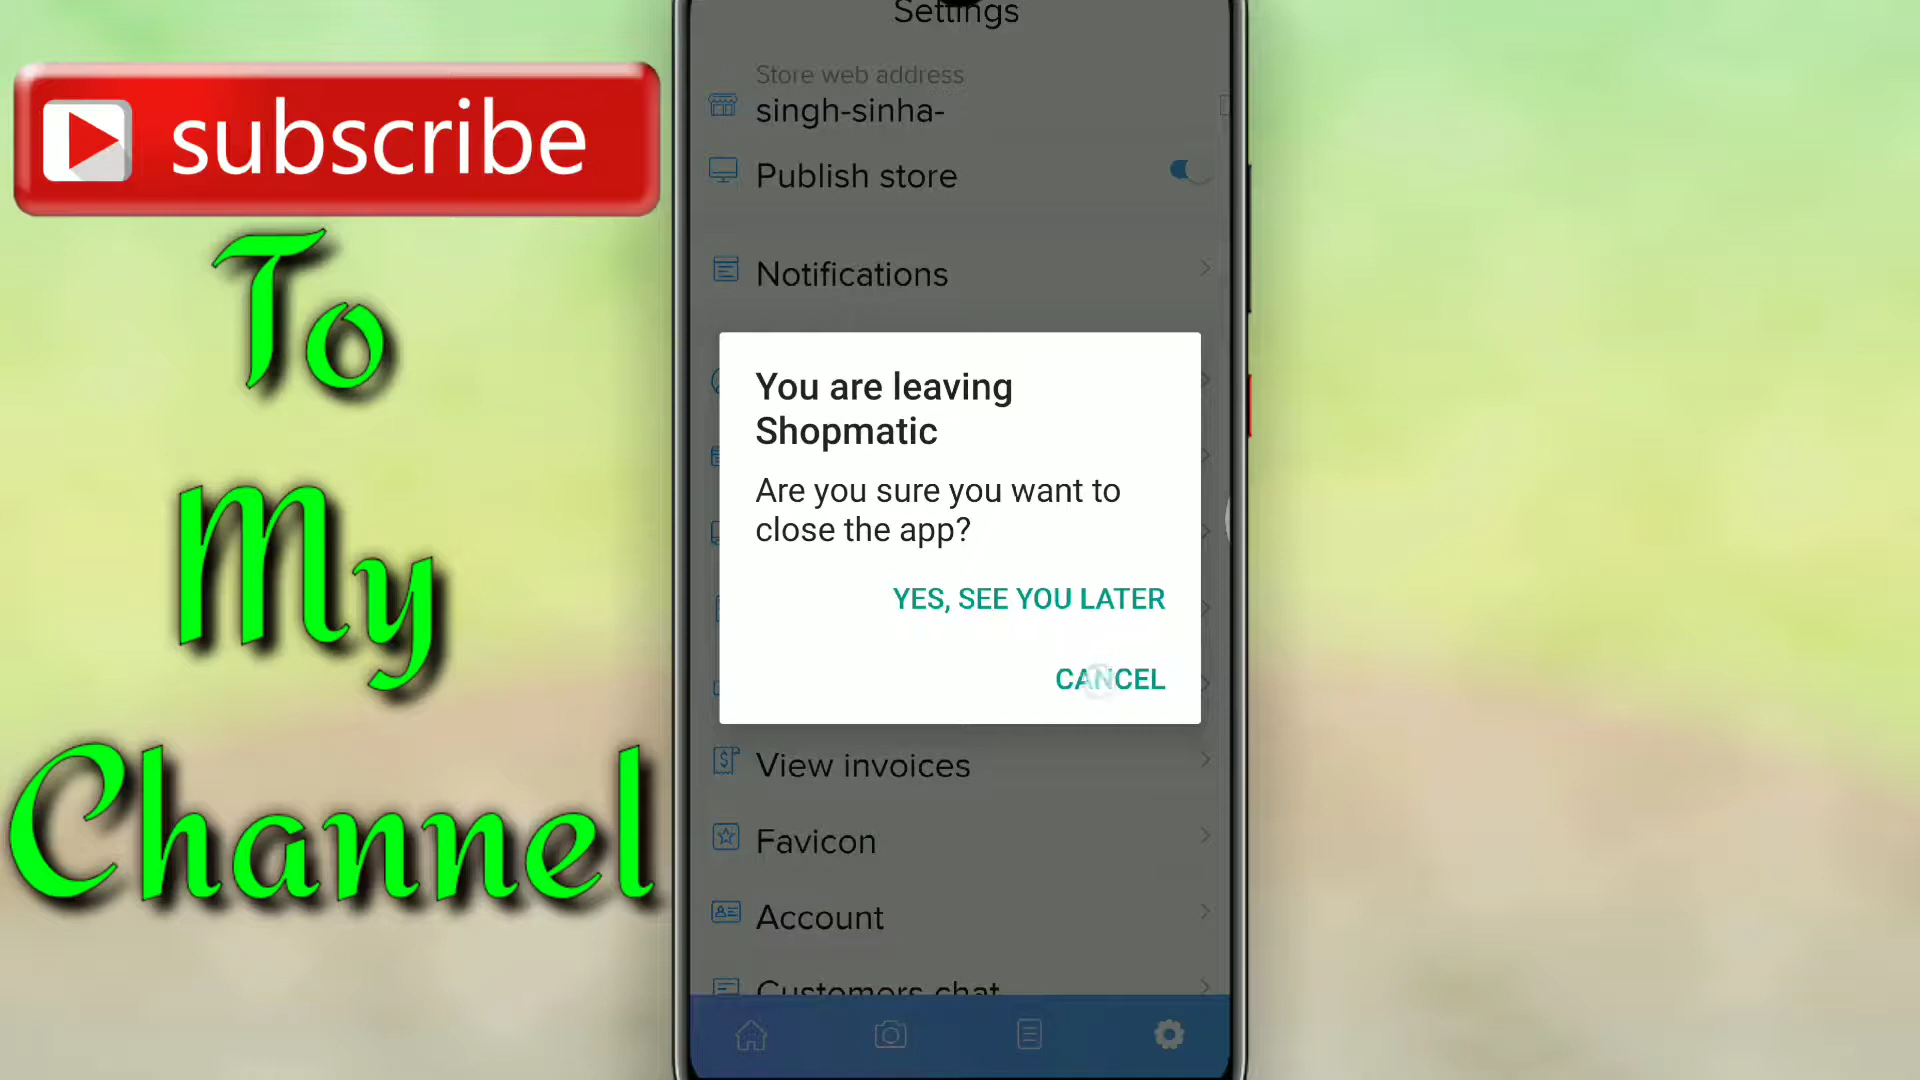 subscribe
To
My
Channel
Settings
Store web address
singh-sinha-
Publish store
Notifications
You are leaving
Shopmatic
Are you sure you want to
close the app?
YES, SEE YOU LATER
CANCEL
View invoices
Favicon
Account
Customers chat